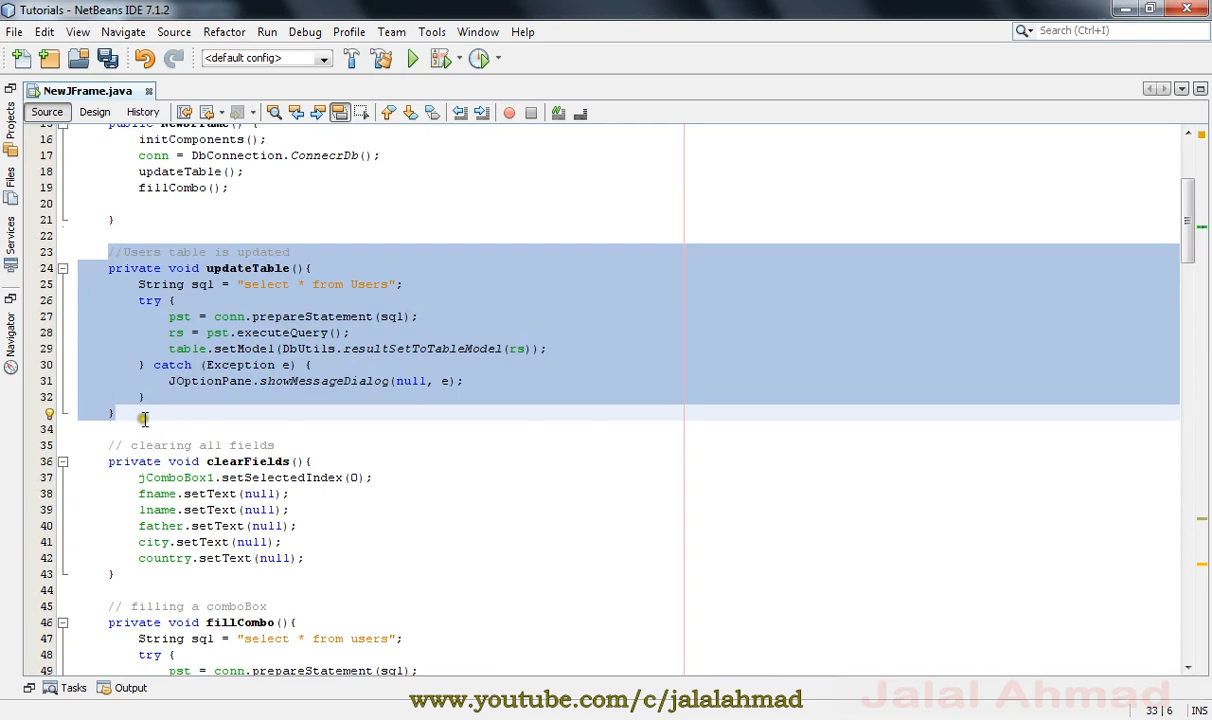 Tutorials - NetBeans IDE 7.1.2
File Edit View Navigate Source Refactor Run Debug Profile Team Tools Window Help
Search (Ctrl+I)
<default config>
NewJFrame.java
Source Design History
Projects
Files
Services
Navigator
15 public NewJFrame() {
16 initComponents();
17 conn = DbConnection.ConnecrDb();
18 updateTable();
19 fillCombo();
20
21 }
22
23 //Users table is updated
24 private void updateTable(){
25 String sql = "select * from Users";
26 try {
27 pst = conn.prepareStatement(sql);
28 rs = pst.executeQuery();
29 table.setModel(DbUtils.resultSetToTableModel(rs));
30 } catch (Exception e) {
31 JOptionPane.showMessageDialog(null, e);
32 }
}
34
35 // clearing all fields
36 private void clearFields(){
37 jComboBox1.setSelectedIndex(0);
38 fname.setText(null);
39 lname.setText(null);
40 father.setText(null);
41 city.setText(null);
42 country.setText(null);
43 }
44
45 // filling a comboBox
46 private void fillCombo(){
47 String sql = "select * from users";
48 try {
49 pst = conn.prepareStatement(sql);
Tasks Output
www.youtube.com/c/jalalahmad
Jalal Ahmad
33 | 6 INS